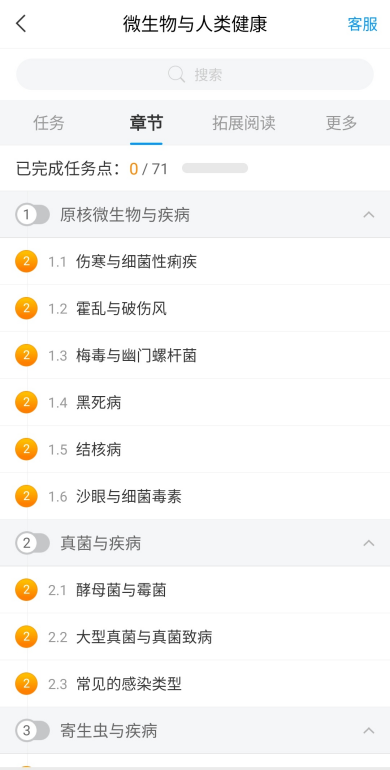 微生物与人类健康 客服
搜索
任务 章节 拓展阅读 更多
已完成任务点：0 / 71
1 原核微生物与疾病
2 1.1 伤寒与细菌性痢疾
2 1.2 霍乱与破伤风
2 1.3 梅毒与幽门螺杆菌
2 1.4 黑死病
2 1.5 结核病
2 1.6 沙眼与细菌毒素
2 真菌与疾病
2 2.1 酵母菌与霉菌
2 2.2 大型真菌与真菌致病
2 2.3 常见的感染类型
3 寄生虫与疾病